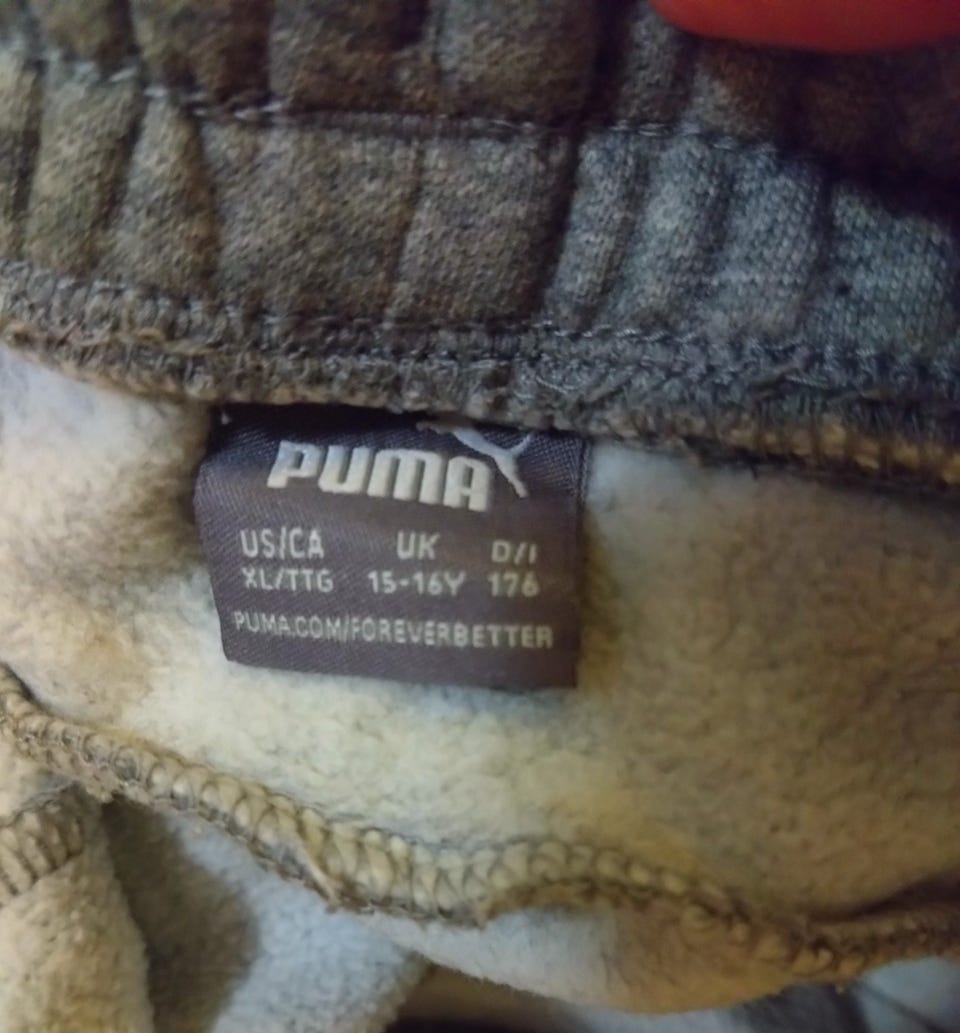 PUMA
US/CA UK D/I
XL/TTG 15-16Y 176
PUMA.COM/FOREVERBETTER